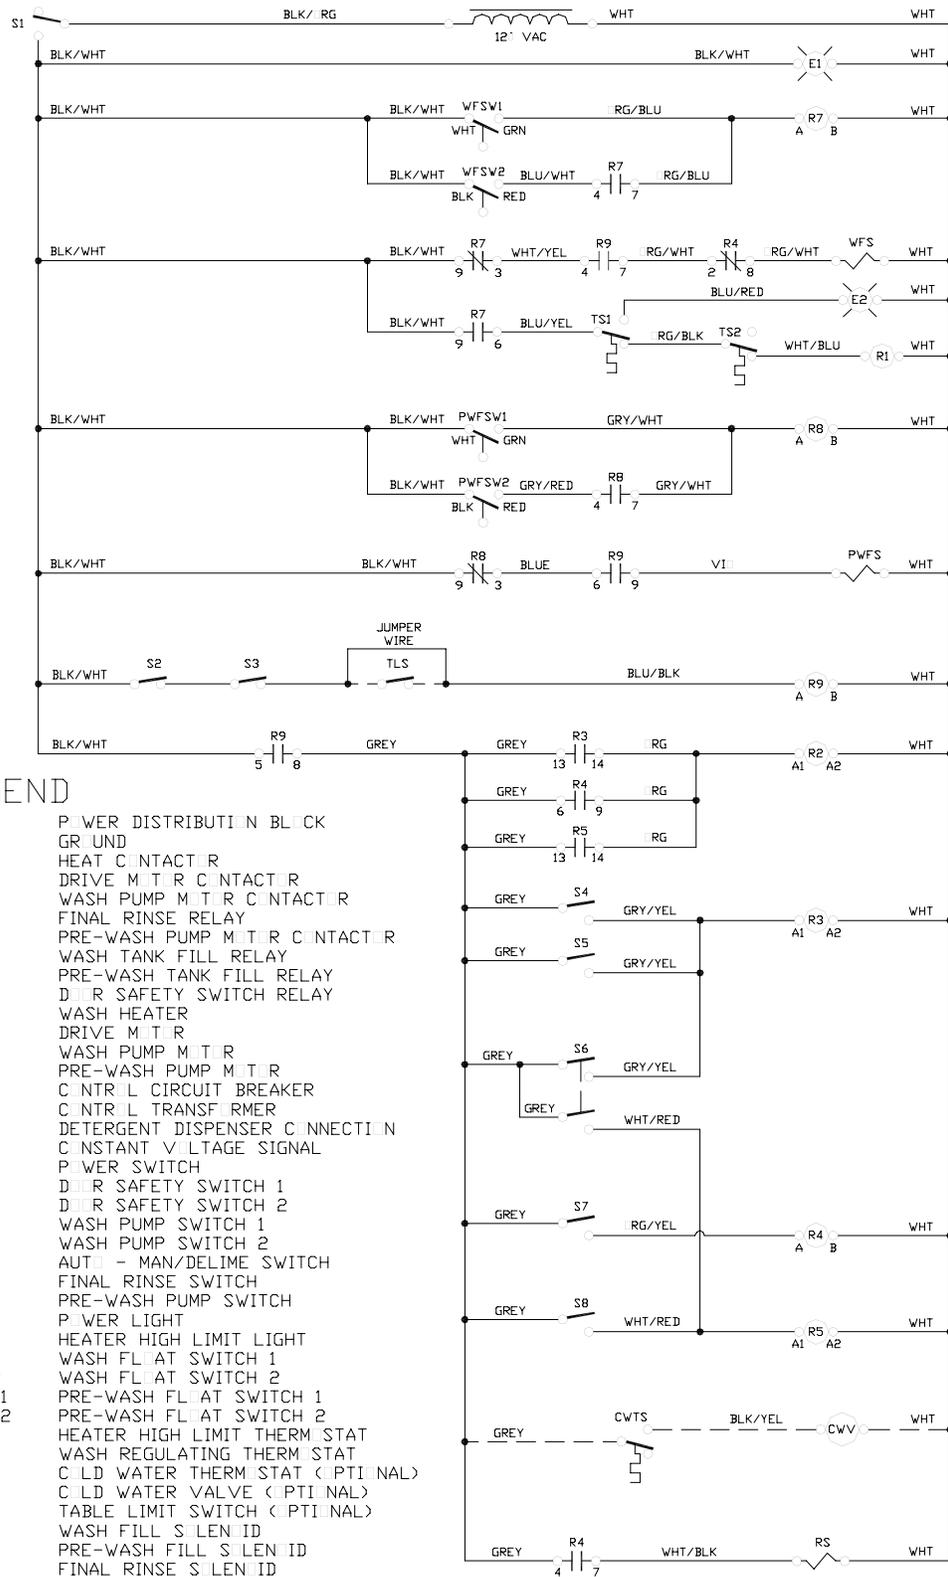 S1 BLK/ RG 12 VAC WHT WHT
BLK/WHT BLK/WHT E1 WHT
BLK/WHT BLK/WHT WFSW1 RG/BLU R7 WHT
WHT GRN A B
BLK/WHT WFSW2 BLU/WHT R7 RG/BLU
BLK RED 4 7
BLK/WHT BLK/WHT R7 WHT/YEL R9 RG/WHT R4 RG/WHT WFS WHT
9 3 4 7 2 8
BLU/RED E2 WHT
BLK/WHT R7 BLU/YEL TS1 RG/BLK TS2 WHT/BLU R1 WHT
9 6
BLK/WHT BLK/WHT PWFSW1 GRY/WHT R8 WHT
WHT GRN A B
BLK/WHT PWFSW2 GRY/RED R8 GRY/WHT
BLK RED 4 7
BLK/WHT BLK/WHT R8 BLUE R9 VI PWFS WHT
9 3 6 9
JUMPER
WIRE
BLK/WHT S2 S3 TLS BLU/BLK R9 WHT
A B
BLK/WHT R9 GREY GREY R3 RG R2 WHT
5 8 13 14 A1 A2
GREY R4 RG
6 9
GREY R5 RG
13 14
GREY S4 GRY/YEL R3 WHT
A1 A2
GREY S5 GRY/YEL
GREY S6 GRY/YEL
GREY WHT/RED
GREY S7 RG/YEL R4 WHT
A B
GREY S8 WHT/RED R5 WHT
A1 A2
GREY CWTS BLK/YEL CWV WHT
GREY R4 WHT/BLK RS WHT
4 7
END
P WER DISTRIBUTI N BL CK
GR UND
HEAT C NTACT R
DRIVE M T R C NTACT R
WASH PUMP M T R C NTACT R
FINAL RINSE RELAY
PRE-WASH PUMP M T R C NTACT R
WASH TANK FILL RELAY
PRE-WASH TANK FILL RELAY
D R SAFETY SWITCH RELAY
WASH HEATER
DRIVE M T R
WASH PUMP M T R
PRE-WASH PUMP M T R
C NTR L CIRCUIT BREAKER
C NTR L TRANSF RMER
DETERGENT DISPENSER C NNECTI N
C NSTANT V LTAGE SIGNAL
P WER SWITCH
D R SAFETY SWITCH 1
D R SAFETY SWITCH 2
WASH PUMP SWITCH 1
WASH PUMP SWITCH 2
AUT - MAN/DELIME SWITCH
FINAL RINSE SWITCH
PRE-WASH PUMP SWITCH
P WER LIGHT
HEATER HIGH LIMIT LIGHT
WASH FL AT SWITCH 1
WASH FL AT SWITCH 2
1 PRE-WASH FL AT SWITCH 1
2 PRE-WASH FL AT SWITCH 2
HEATER HIGH LIMIT THERM STAT
WASH REGULATING THERM STAT
C LD WATER THERM STAT ( PTI NAL)
C LD WATER VALVE ( PTI NAL)
TABLE LIMIT SWITCH ( PTI NAL)
WASH FILL S LEN ID
PRE-WASH FILL S LEN ID
FINAL RINSE S LEN ID